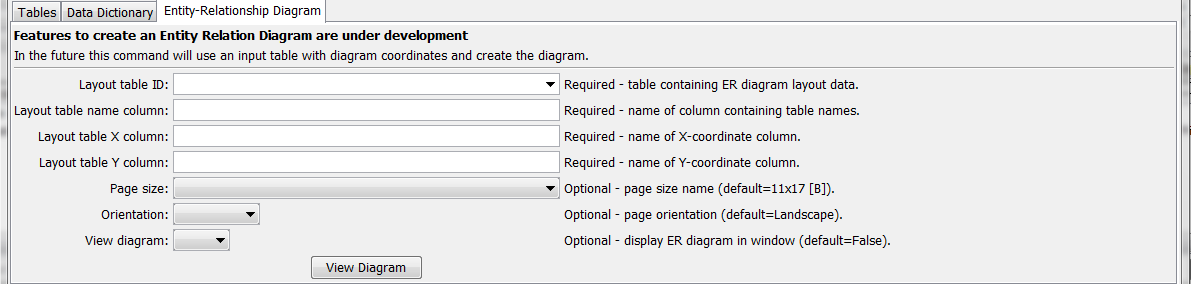 Tables Data Dictionary Entity-Relationship Diagram
Features to create an Entity Relation Diagram are under development
In the future this command will use an input table with diagram coordinates and create the diagram.
Layout table ID: Required - table containing ER diagram layout data.
Layout table name column: Required - name of column containing table names.
Layout table X column: Required - name of X-coordinate column.
Layout table Y column: Required - name of Y-coordinate column.
Page size: Optional - page size name (default=11x17 [B]).
Orientation: Optional - page orientation (default=Landscape).
View diagram: Optional - display ER diagram in window (default=False).
View Diagram